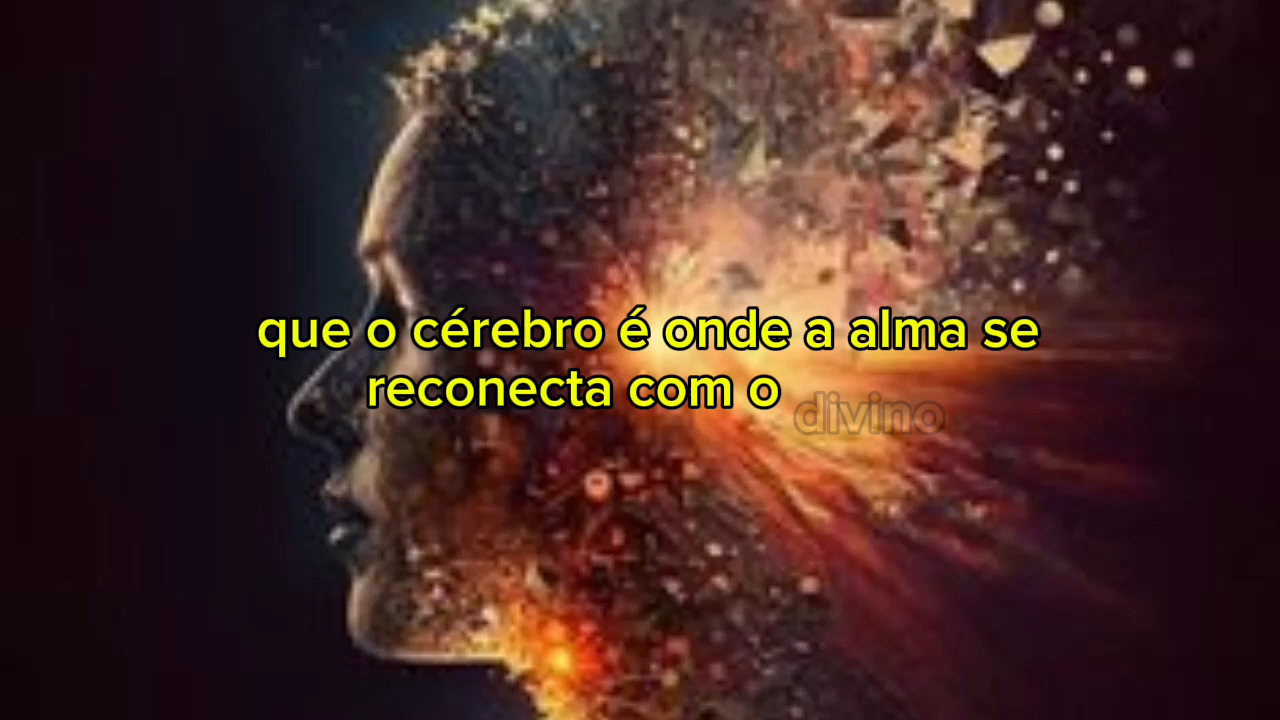 que o cérebro é onde a alma se
reconecta com o divino